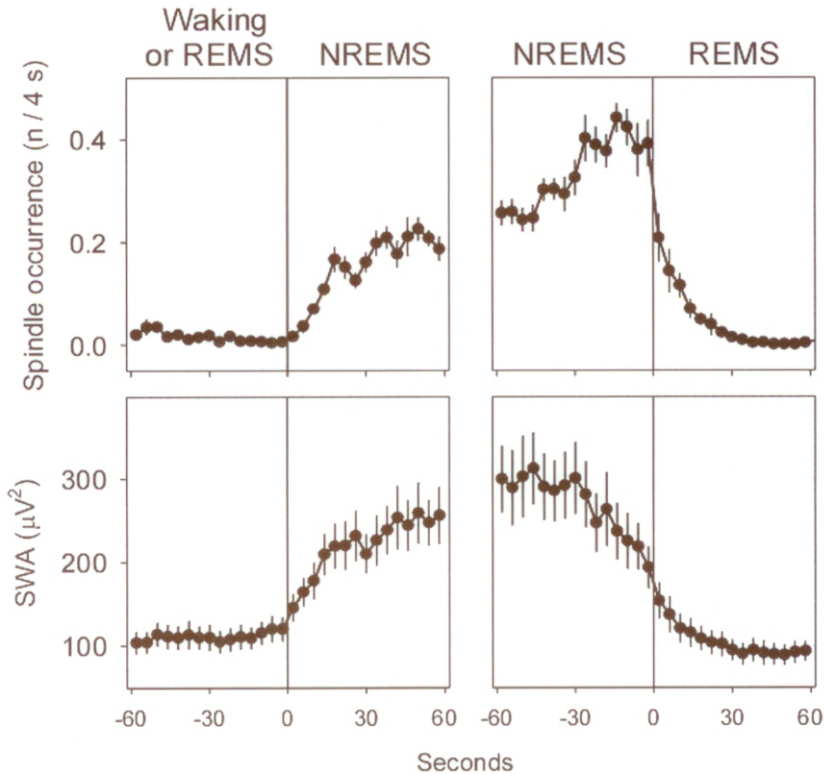 Waking
or REMS NREMS NREMS REMS
Spindle occurrence (n / 4 s)
0.4
0.2
0.0
SWA (µV²)
300
200
100
-60 -30 0 30 60 -60 -30 0 30 60
Seconds